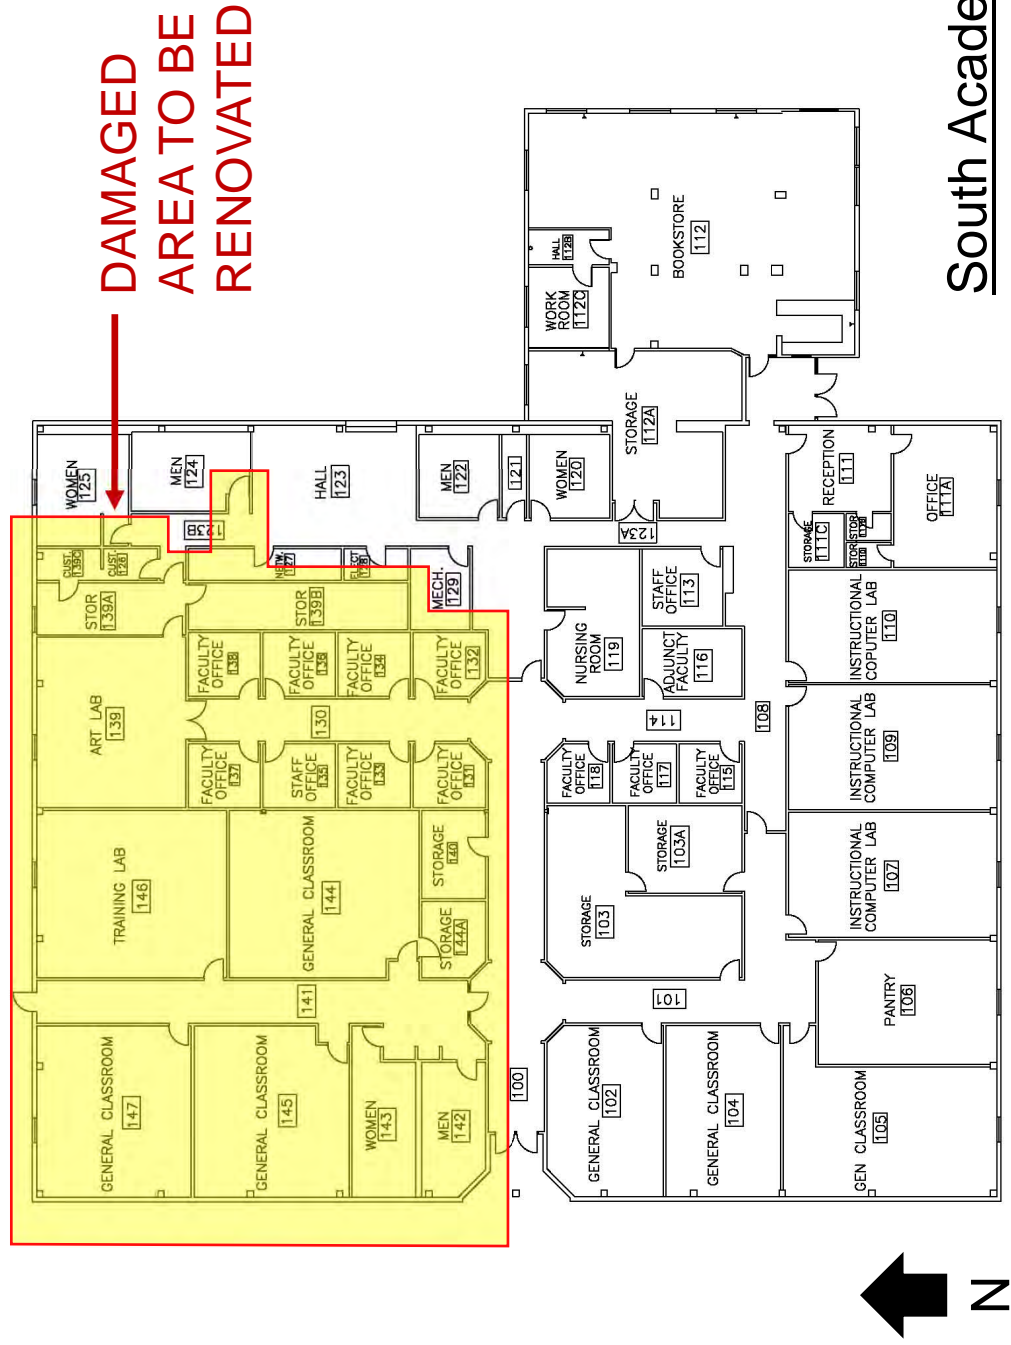 DAMAGED
AREA TO BE
RENOVATED
South Acade
N
WOMEN
125
MEN
124
123B
HALL
123
MEN
122
121
WOMEN
120
123A
STORAGE
112A
WORK
ROOM
112C
HALL
112B
BOOKSTORE
112
RECEPTION
111
OFFICE
111A
STORAGE
111C
STOR
STOR
CUST.
139C
CUST.
126
STOR
139A
STOR
139B
NETW.
127
ELECT
128
MECH.
129
ART LAB
139
FACULTY
OFFICE
138
FACULTY
OFFICE
136
FACULTY
OFFICE
134
FACULTY
OFFICE
132
130
FACULTY
OFFICE
137
STAFF
OFFICE
135
FACULTY
OFFICE
133
FACULTY
OFFICE
131
TRAINING LAB
146
GENERAL CLASSROOM
144
STORAGE
140
STORAGE
144A
141
GENERAL CLASSROOM
147
GENERAL CLASSROOM
145
WOMEN
143
MEN
142
100
NURSING
ROOM
119
STAFF
OFFICE
113
ADJUNCT
FACULTY
116
114
108
FACULTY
OFFICE
118
FACULTY
OFFICE
117
FACULTY
OFFICE
115
STORAGE
103
STORAGE
103A
101
GENERAL CLASSROOM
102
GENERAL CLASSROOM
104
GEN CLASSROOM
105
PANTRY
106
INSTRUCTIONAL
COMPUTER LAB
107
INSTRUCTIONAL
COMPUTER LAB
109
INSTRUCTIONAL
COPUTER LAB
110